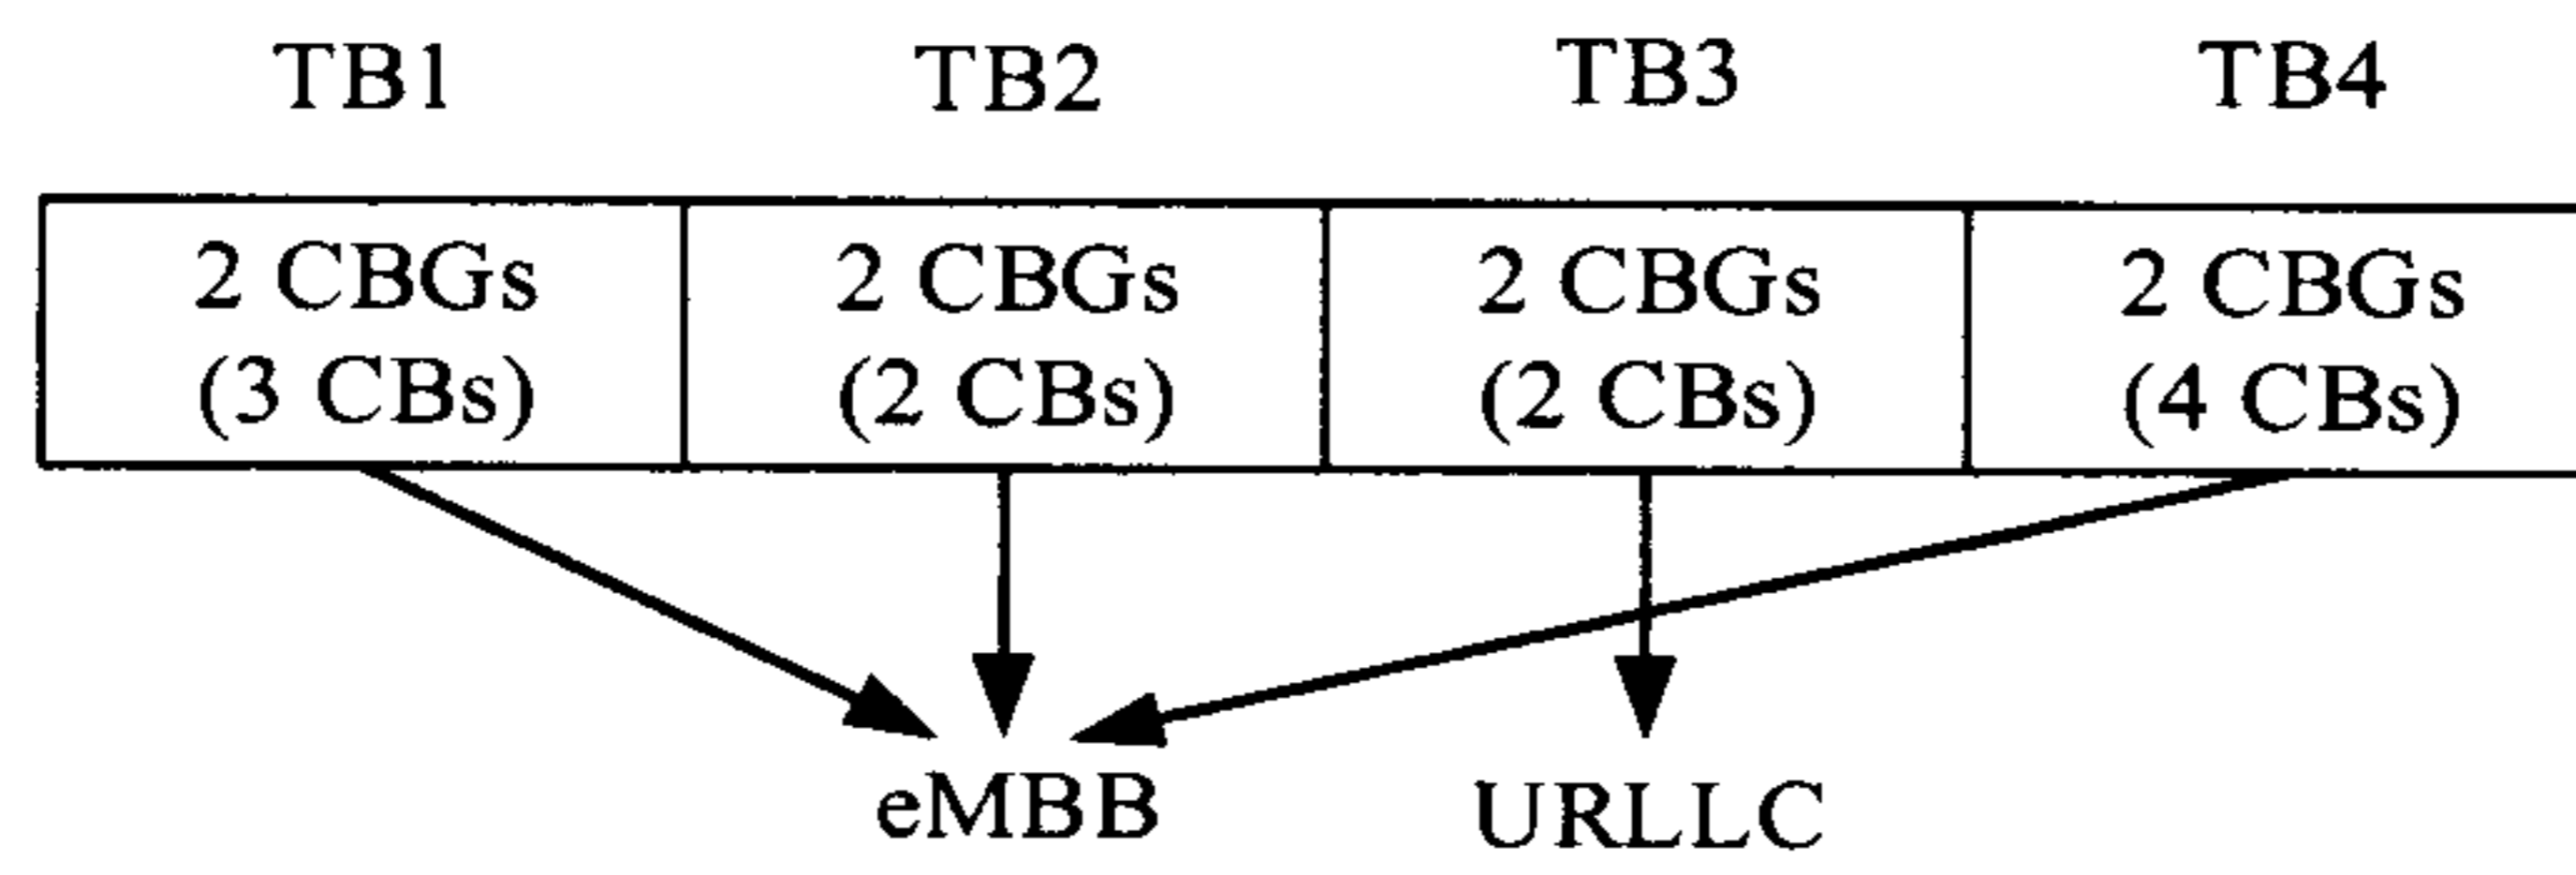 TB1 TB2 TB3 TB4
2 CBGs 2 CBGs 2 CBGs 2 CBGs
(3 CBs) (2 CBs) (2 CBs) (4 CBs)
eMBB URLLC